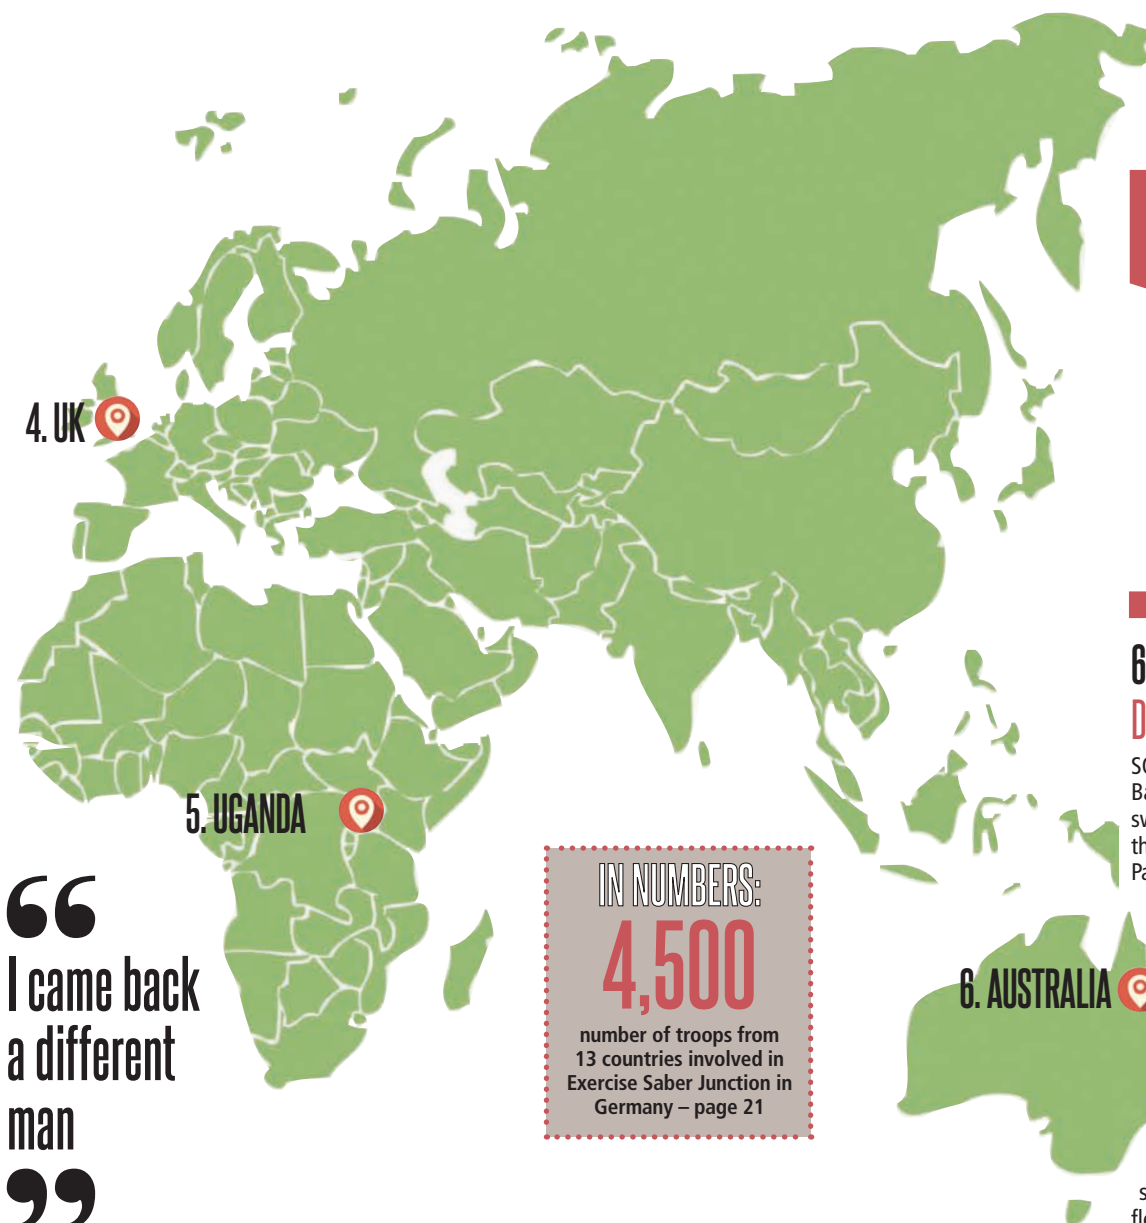 4. UK
5. UGANDA
“
I came back
a different
man
”
IN NUMBERS:
4,500
number of troops from
13 countries involved in
Exercise Saber Junction in
Germany – page 21
6. AUSTRALIA
6
D